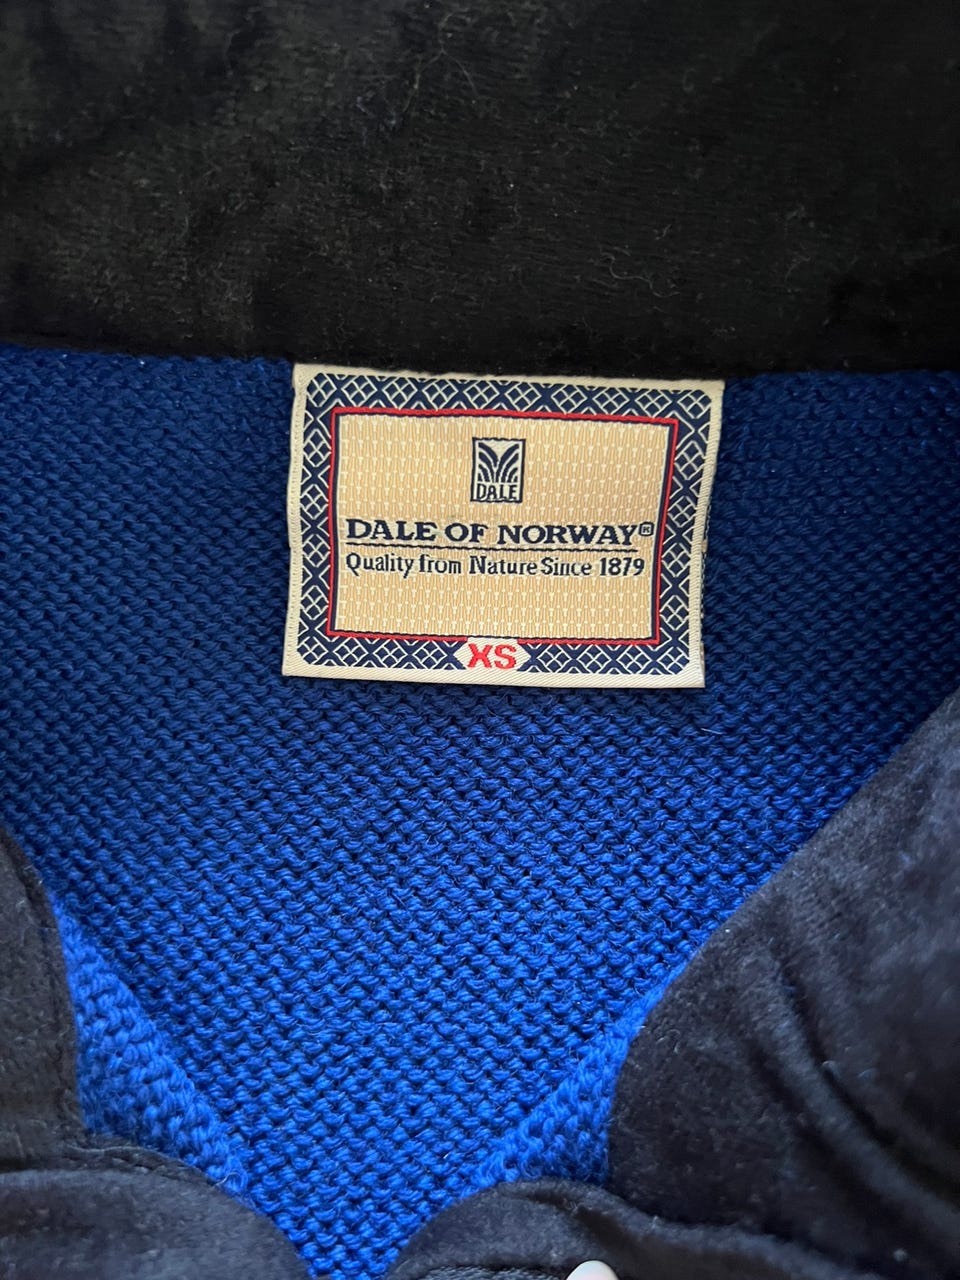 DALE
DALE OF NORWAY®
Quality from Nature Since 1879
XS